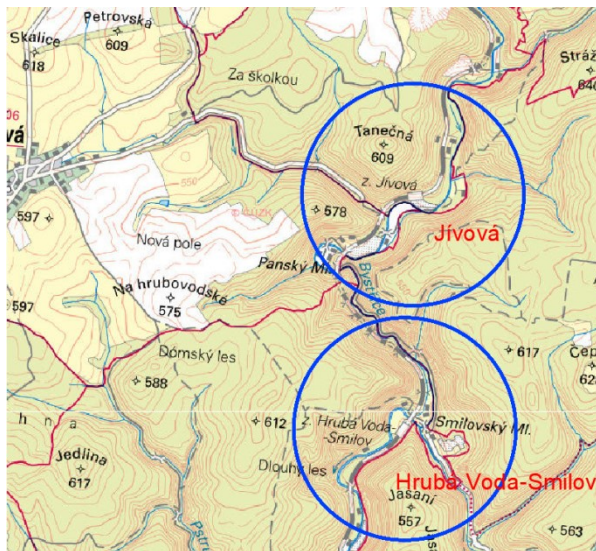 Petrovská
609
Skalice
618
Stráž
Za školkou
vá
Tanečná
609
z. Jívová
550
597
578
Jívová
Nová pole
Panský Ml.
Bystřice
Na hrubovodské
575
597
Domský les
617
588
612
z. Hrubá Voda-
-Smilov
Smilovský Ml.
h n a
Jedlina
617
Dlouhý les
Hrubá Voda-Smilov
Jasaní
557
563